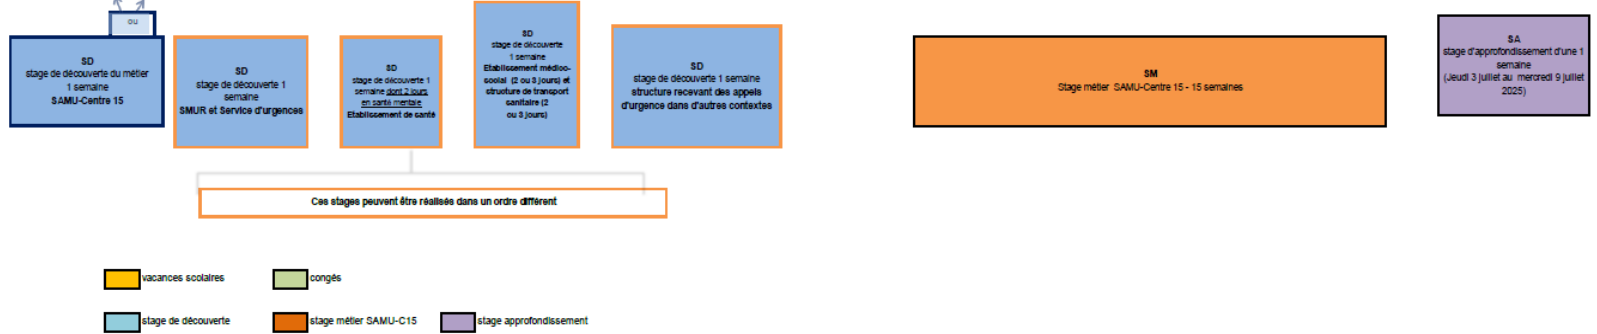 ou
SD
stage de découverte du métier
1 semaine
SAMU-Centre 15
SD
stage de découverte 1
semaine
SMUR et Service d'urgences
SD
stage de découverte 1
semaine dont 2 jours
en santé mentale
Etablissement de santé
SD
stage de découverte
1 semaine
Etablissement médico-
social (2 ou 3 jours) et
structure de transport
sanitaire (2
ou 3 jours)
SD
stage de découverte 1 semaine
structure recevant des appels
d'urgence dans d'autres contextes
SM
Stage métier SAMU-Centre 15 - 15 semaines
SA
stage d'approfondissement d'une 1
semaine
(Jeudi 3 juillet au mercredi 9 juillet
2025)
Ces stages peuvent être réalisés dans un ordre différent
vacances scolaires
congés
stage de découverte
stage métier SAMU-C15
stage approfondissement